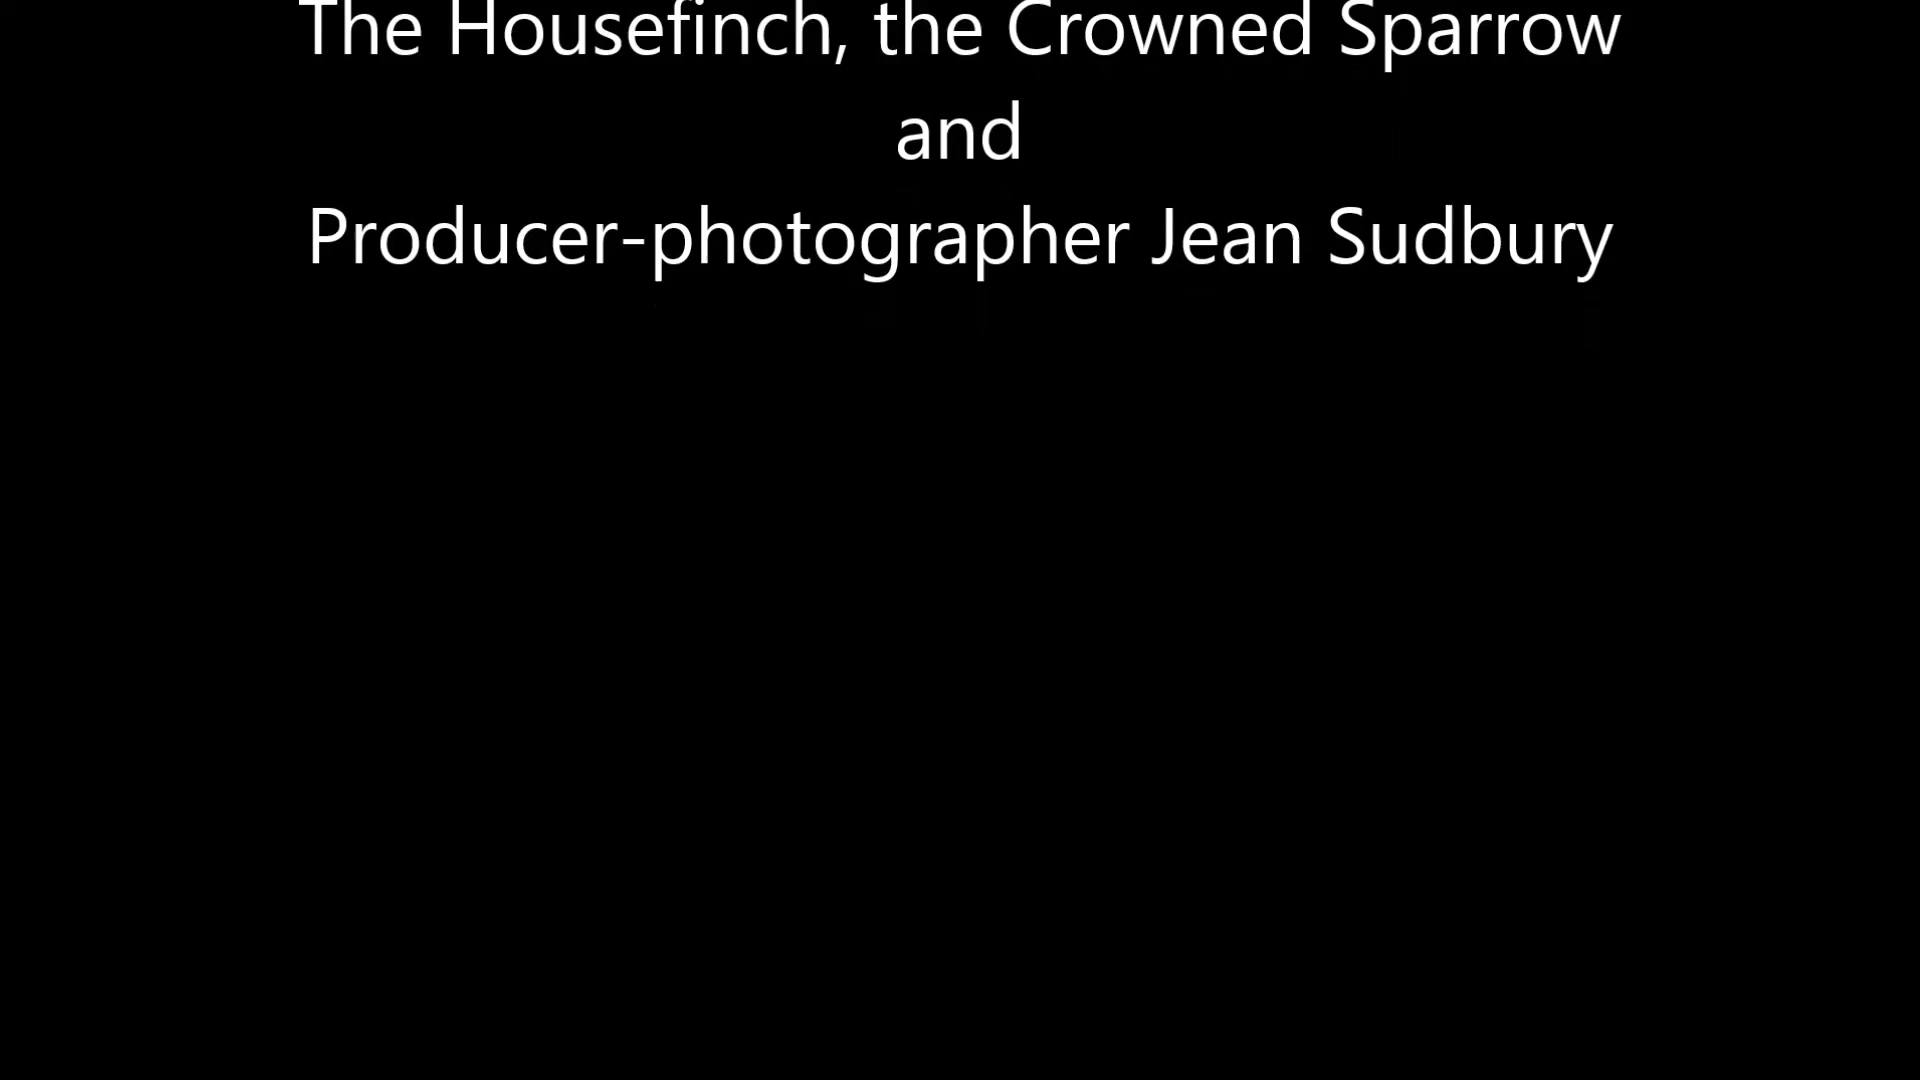 The Housefinch, the Crowned Sparrow
and
Producer-photographer Jean Sudbury